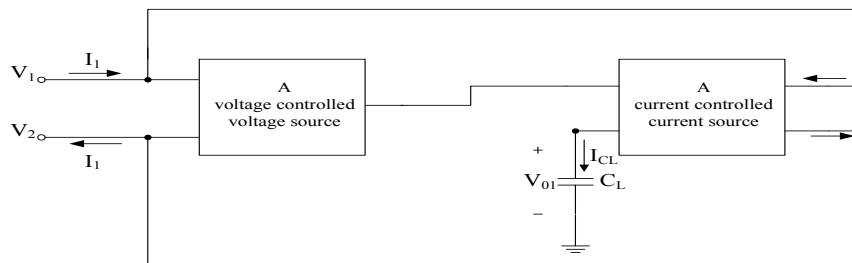 I1
V1
A
voltage controlled
voltage source
A
current controlled
current source
V2
I1
+
ICL
V01
CL
−